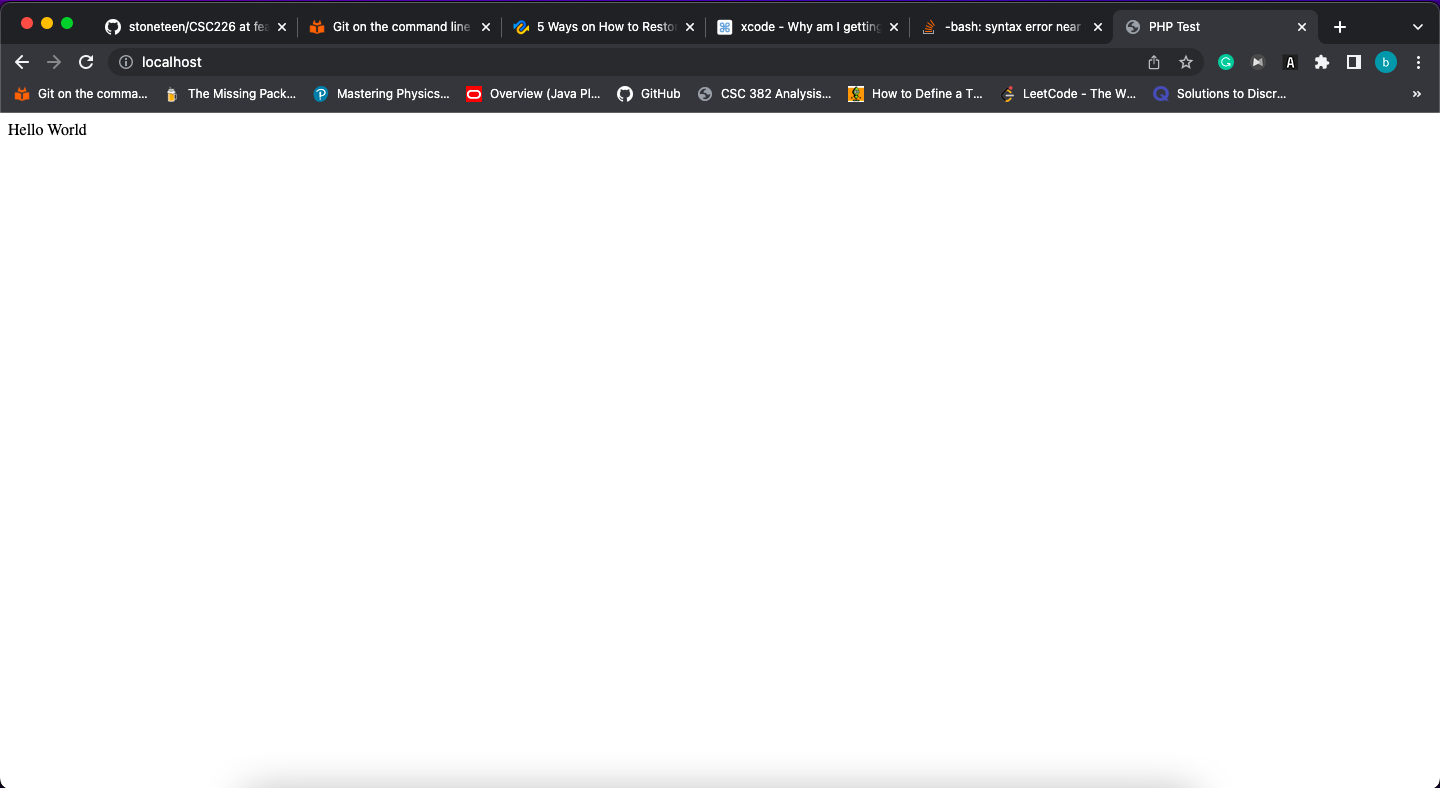 stoneteen/CSC226 at fea
Git on the command line
5 Ways on How to Restor
xcode - Why am I getting
-bash: syntax error near
PHP Test
localhost
A
b
Git on the comma...
The Missing Pack...
Mastering Physics...
Overview (Java Pl...
GitHub
CSC 382 Analysis...
How to Define a T...
LeetCode - The W...
Solutions to Discr...
»
Hello World